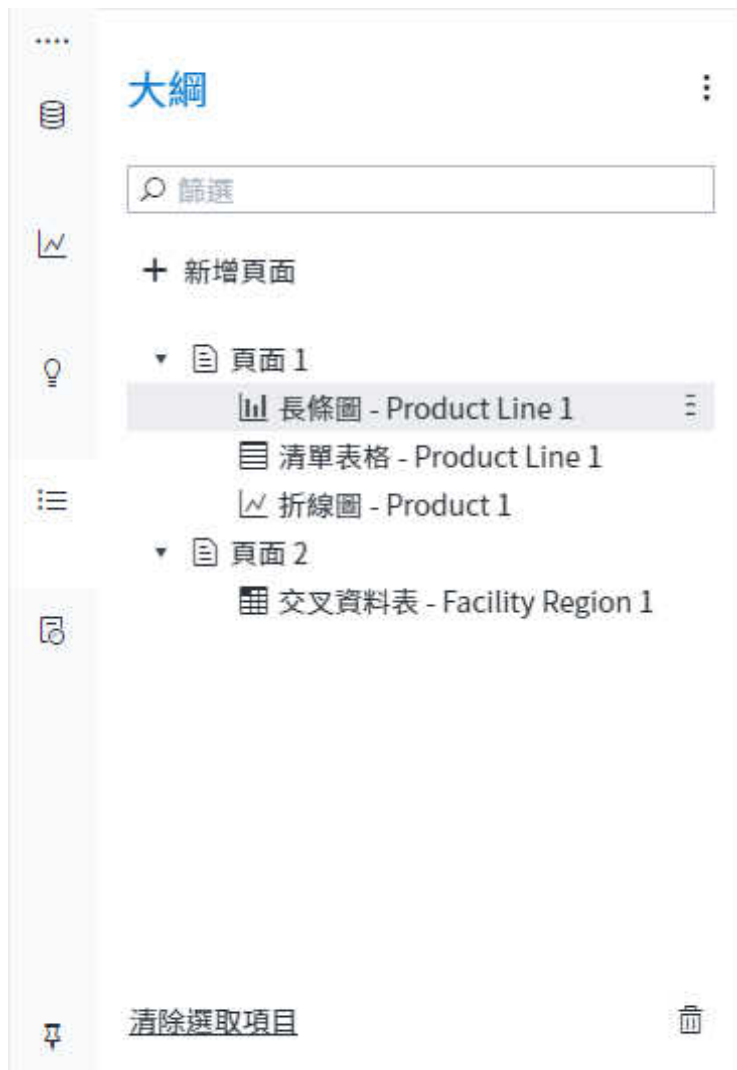 大綱
篩選
新增頁面
頁面 1
長條圖 - Product Line 1
清單表格 - Product Line 1
折線圖 - Product 1
頁面 2
交叉資料表 - Facility Region 1
清除選取項目